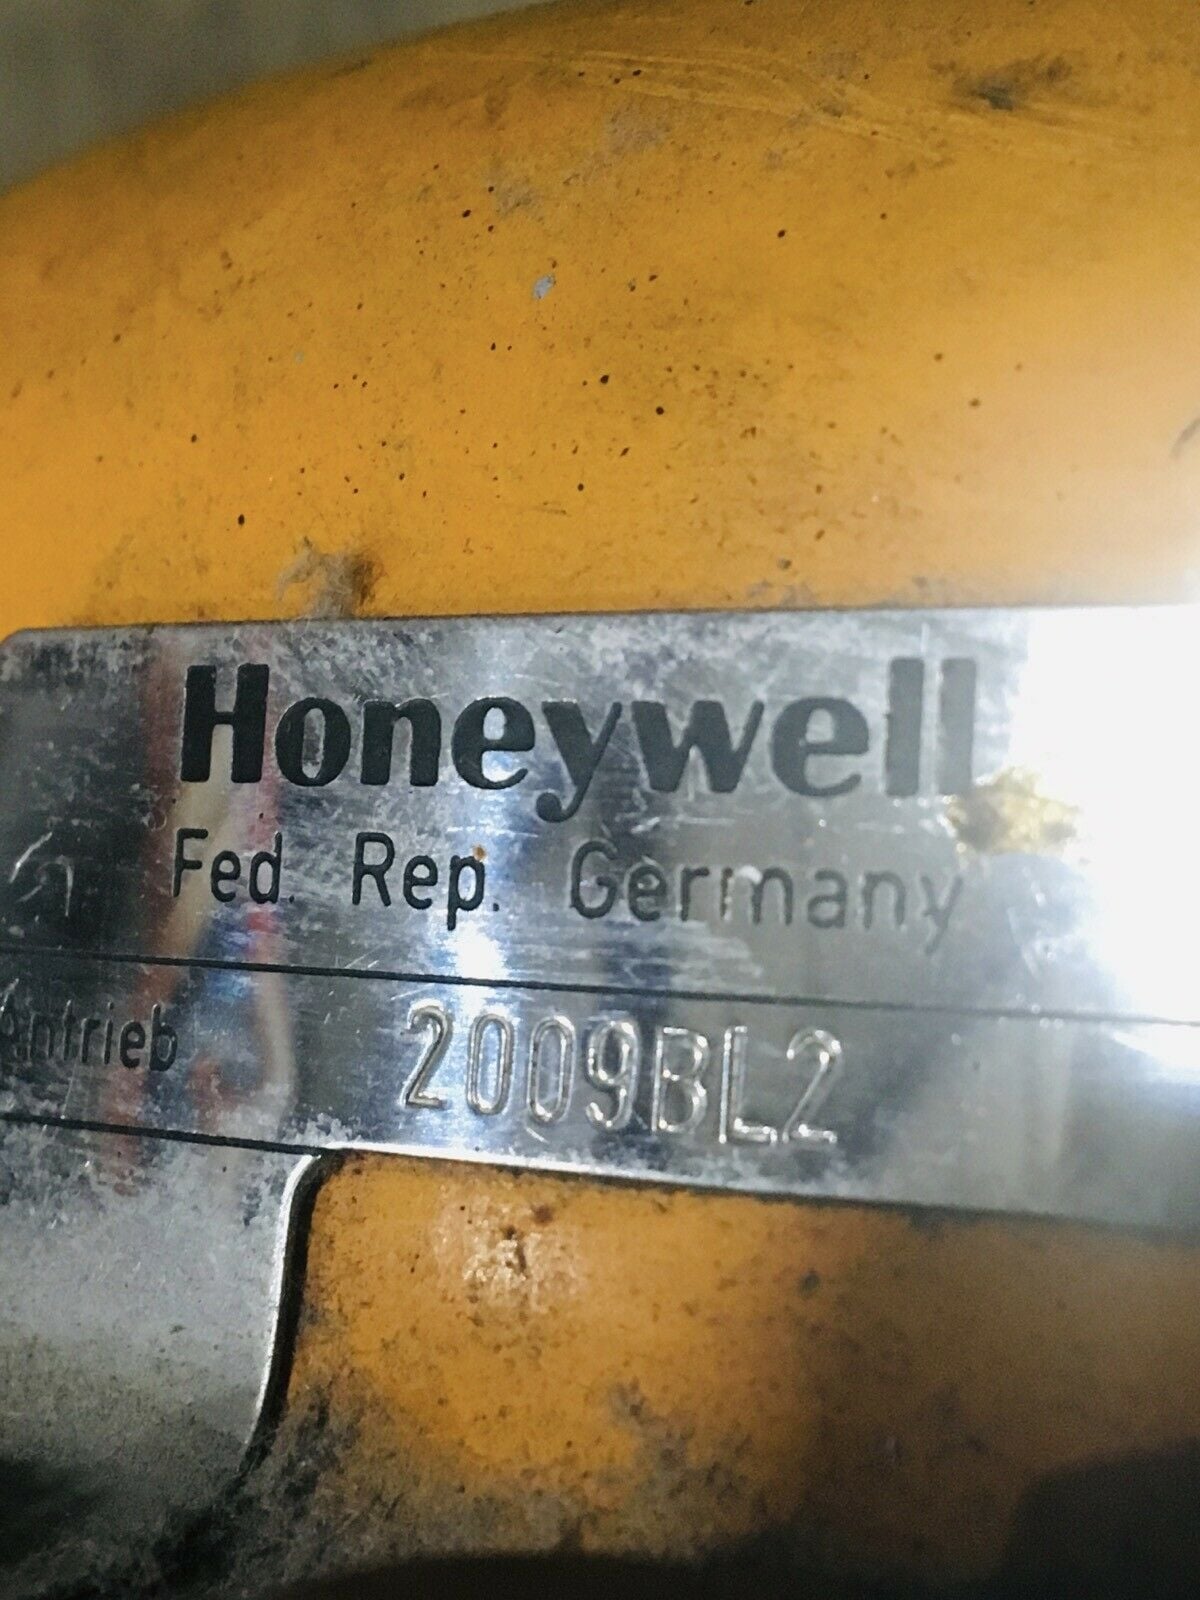 Honeywell
Fed. Rep. Germany
Antrieb 2009BL2